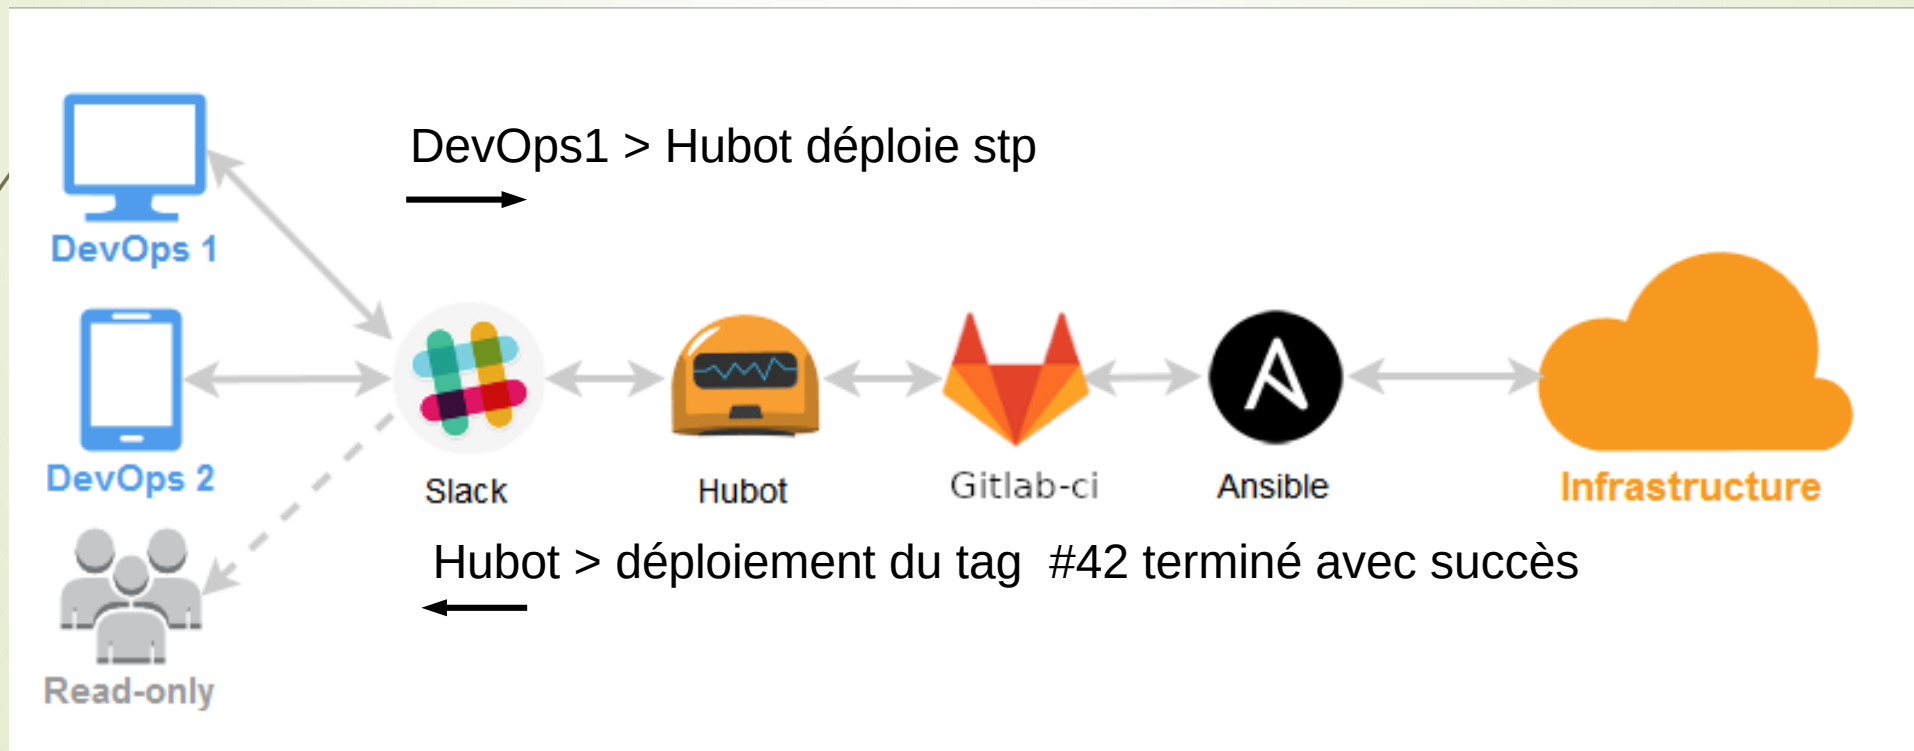 DevOps1 > Hubot déploie stp
DevOps 1
DevOps 2
Slack
Hubot
Gitlab-ci
Ansible
Infrastructure
Hubot > déploiement du tag  #42 terminé avec succès
Read-only